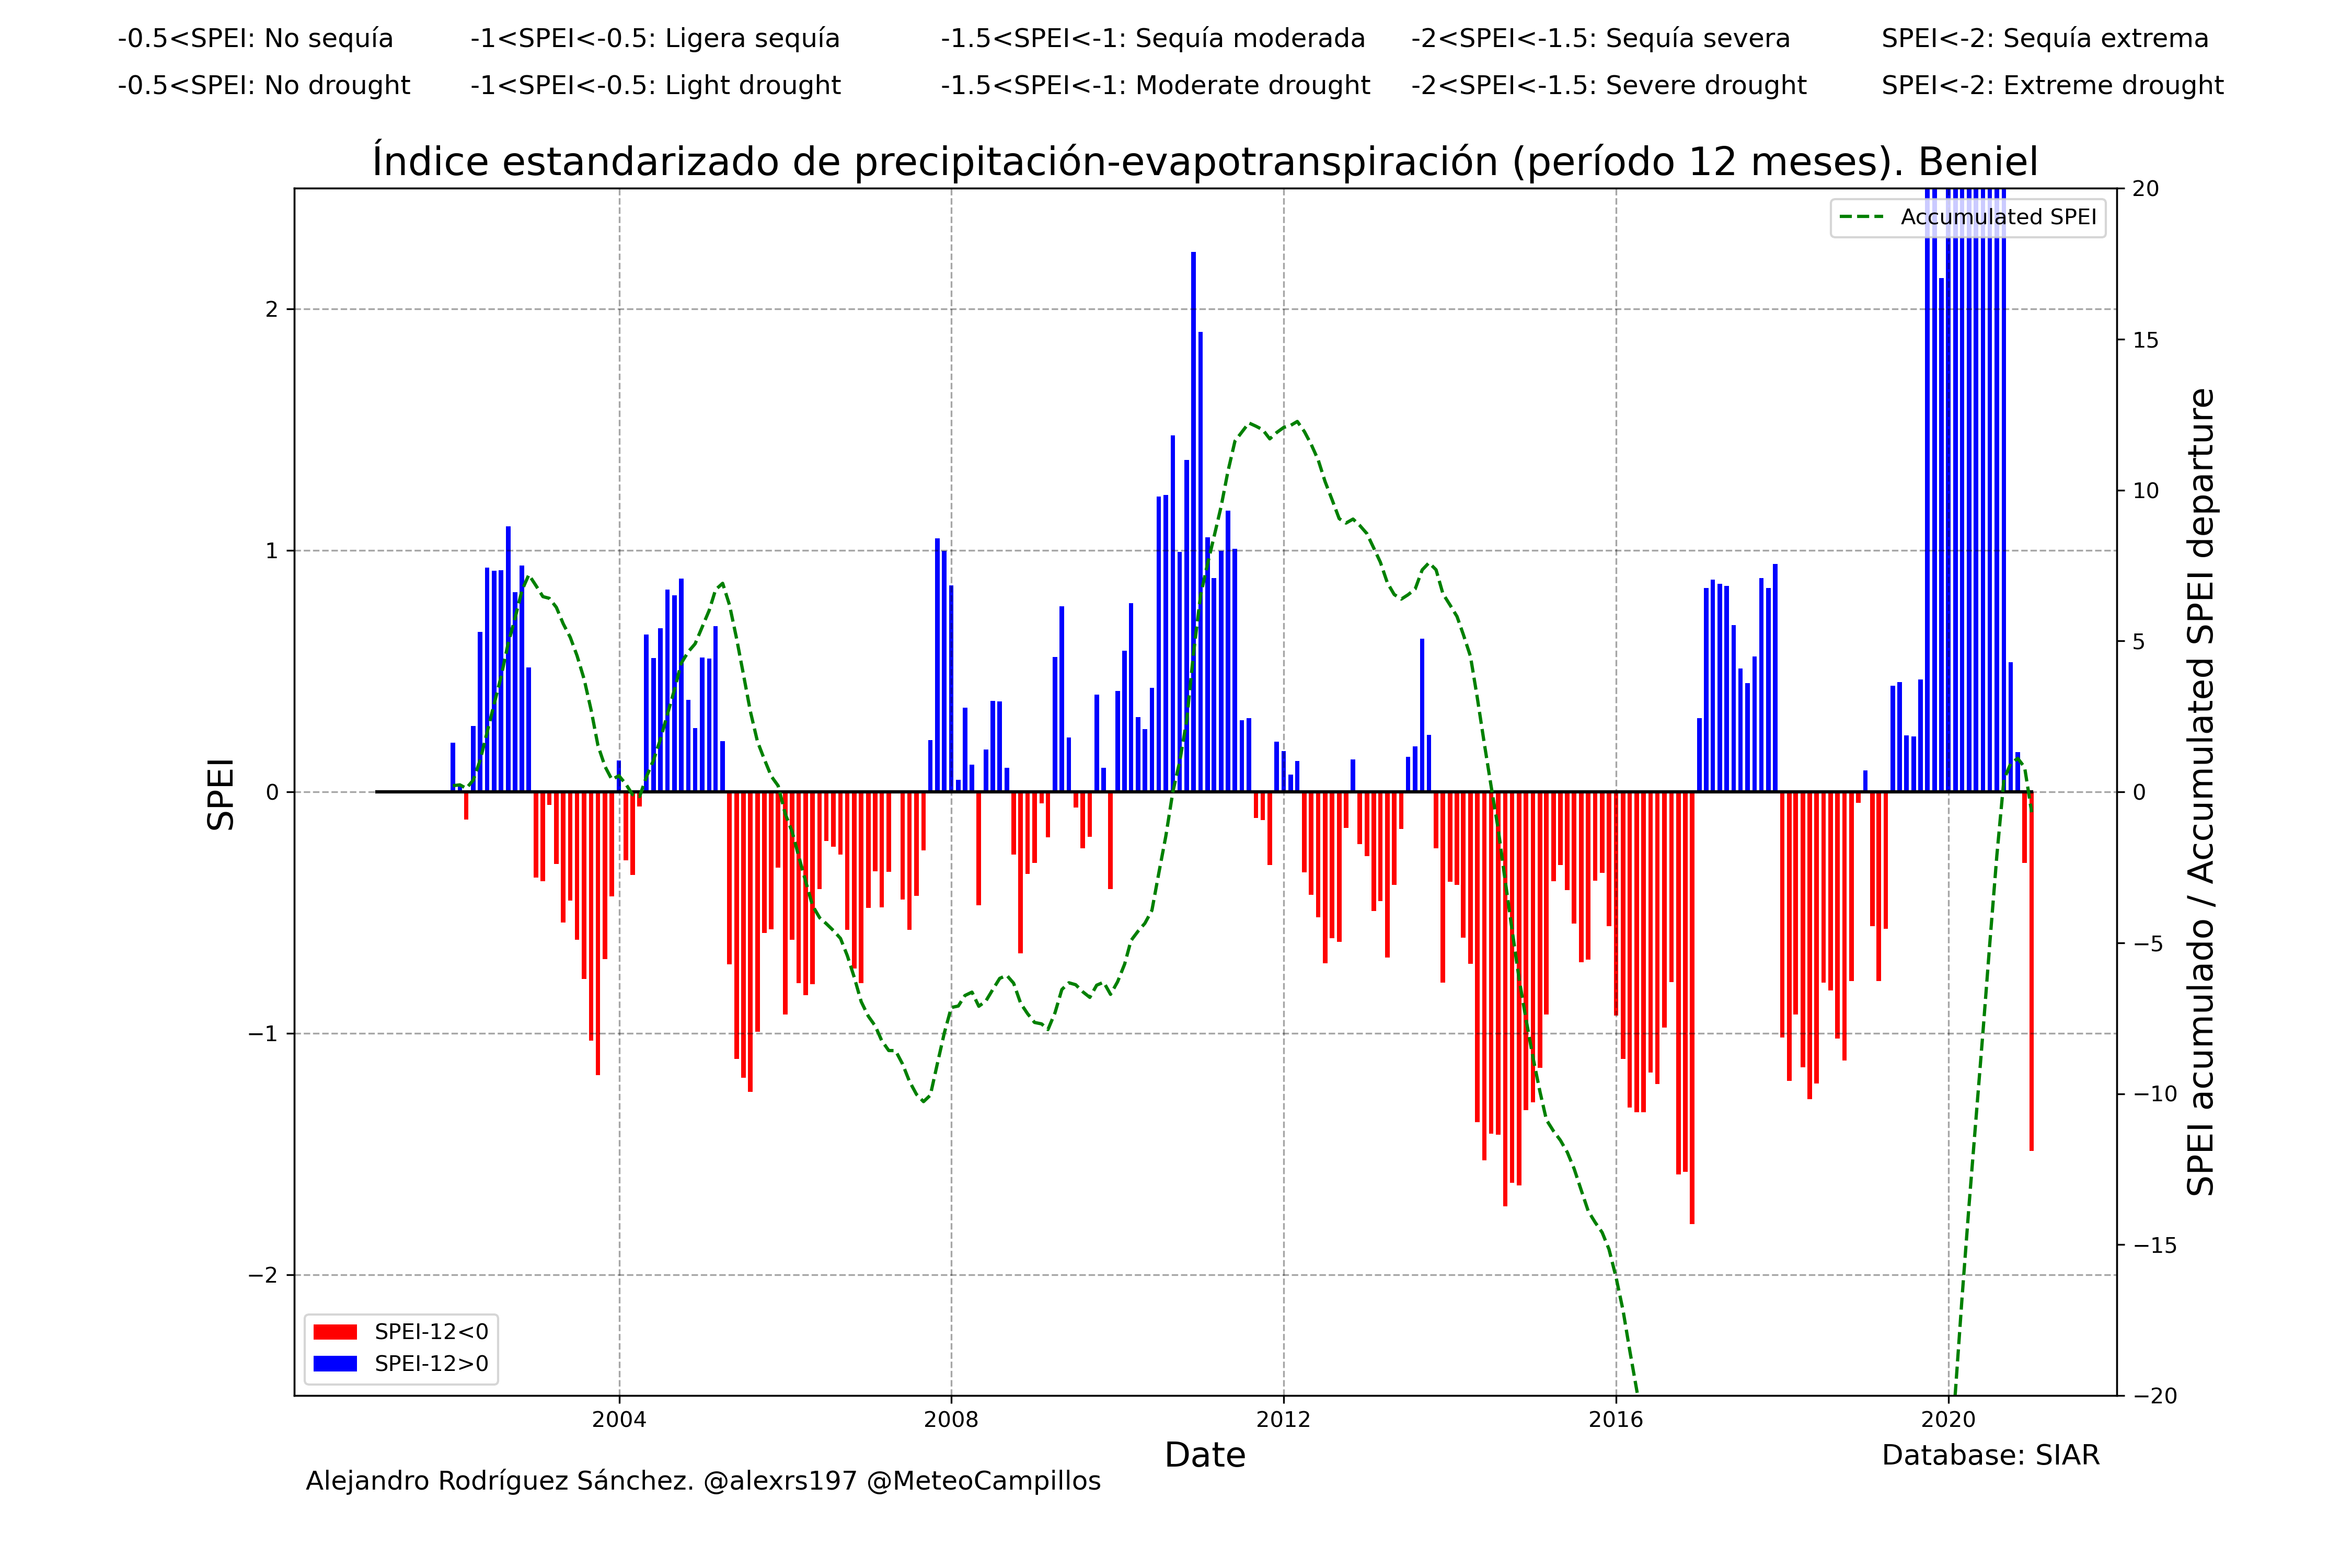 -0.5<SPEI: No sequía -1<SPEI<-0.5: Ligera sequía -1.5<SPEI<-1: Sequía moderada -2<SPEI<-1.5: Sequía severa SPEI<-2: Sequía extrema
-0.5<SPEI: No drought -1<SPEI<-0.5: Light drought -1.5<SPEI<-1: Moderate drought -2<SPEI<-1.5: Severe drought SPEI<-2: Extreme drought
Índice estandarizado de precipitación-evapotranspiración (período 12 meses). Beniel
Accumulated SPEI
SPEI
2
1
0
−1
−2
20
15
10
5
0
−5
−10
−15
−20
SPEI acumulado / Accumulated SPEI departure
SPEI-12<0
SPEI-12>0
2004 2008 2012 2016 2020
Date
Database: SIAR
Alejandro Rodríguez Sánchez. @alexrs197 @MeteoCampillos